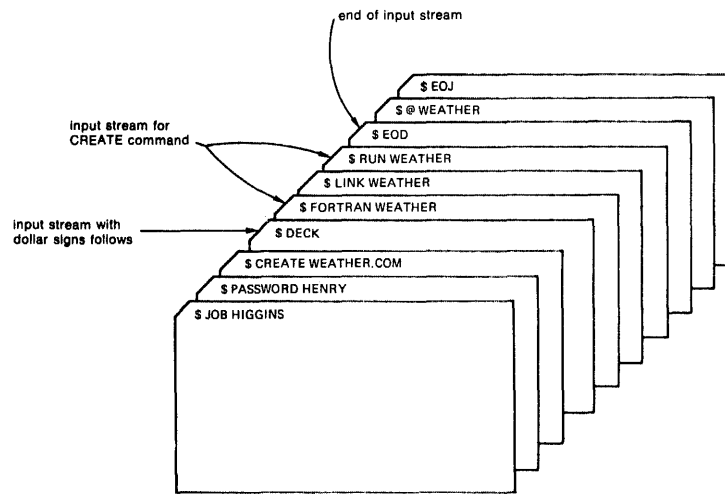 end of input stream
$ EOJ
$ @ WEATHER
input stream for
CREATE command
$ EOD
$ RUN WEATHER
$ LINK WEATHER
$ FORTRAN WEATHER
input stream with
dollar signs follows
$ DECK
$ CREATE WEATHER.COM
$ PASSWORD HENRY
$ JOB HIGGINS